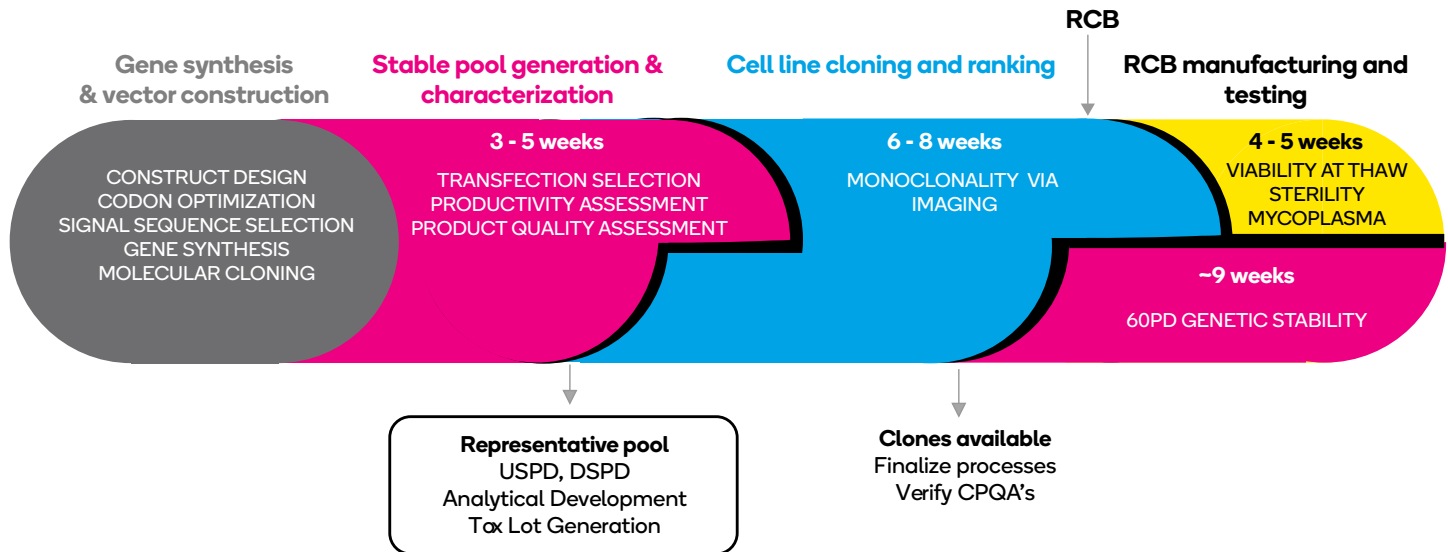 RCB
Gene synthesis
& vector construction
Stable pool generation &
characterization
Cell line cloning and ranking
RCB manufacturing and
testing
CONSTRUCT DESIGN
CODON OPTIMIZATION
SIGNAL SEQUENCE SELECTION
GENE SYNTHESIS
MOLECULAR CLONING
3 - 5 weeks
TRANSFECTION SELECTION
PRODUCTIVITY ASSESSMENT
PRODUCT QUALITY ASSESSMENT
6 - 8 weeks
MONOCLONALITY VIA
IMAGING
4 - 5 weeks
VIABILITY AT THAW
STERILITY
MYCOPLASMA
~9 weeks
60PD GENETIC STABILITY
Representative pool
USPD, DSPD
Analytical Development
Tox Lot Generation
Clones available
Finalize processes
Verify CPQA's